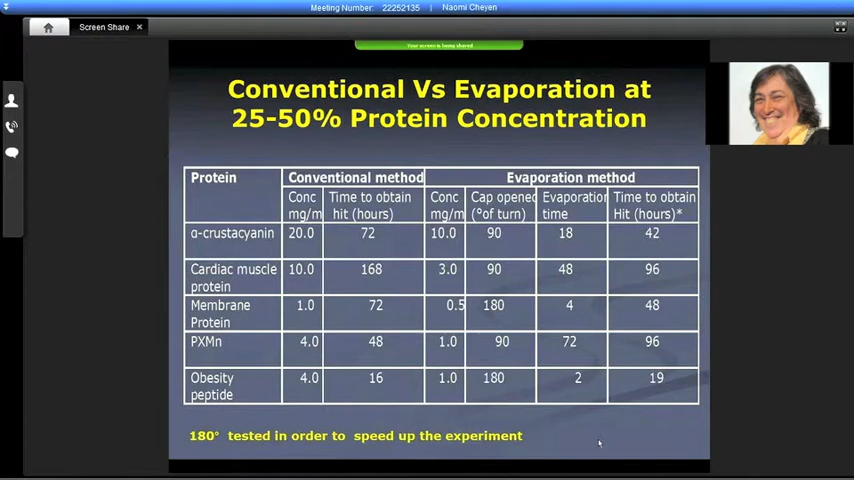 Meeting Number: 22252135 | Naomi Cheyen
Screen Share ×
Your screen is being shared
Conventional Vs Evaporation at
25-50% Protein Concentration
Protein Conventional method Evaporation method
Conc Time to obtain Conc Cap opened Evaporation Time to obtain
mg/m hit (hours) mg/m (°of turn) time Hit (hours)*
α-crustacyanin 20.0 72 10.0 90 18 42
Cardiac muscle 10.0 168 3.0 90 48 96
protein
Membrane 1.0 72 0.5 180 4 48
Protein
PXMn 4.0 48 1.0 90 72 96
Obesity 4.0 16 1.0 180 2 19
peptide
180° tested in order to speed up the experiment